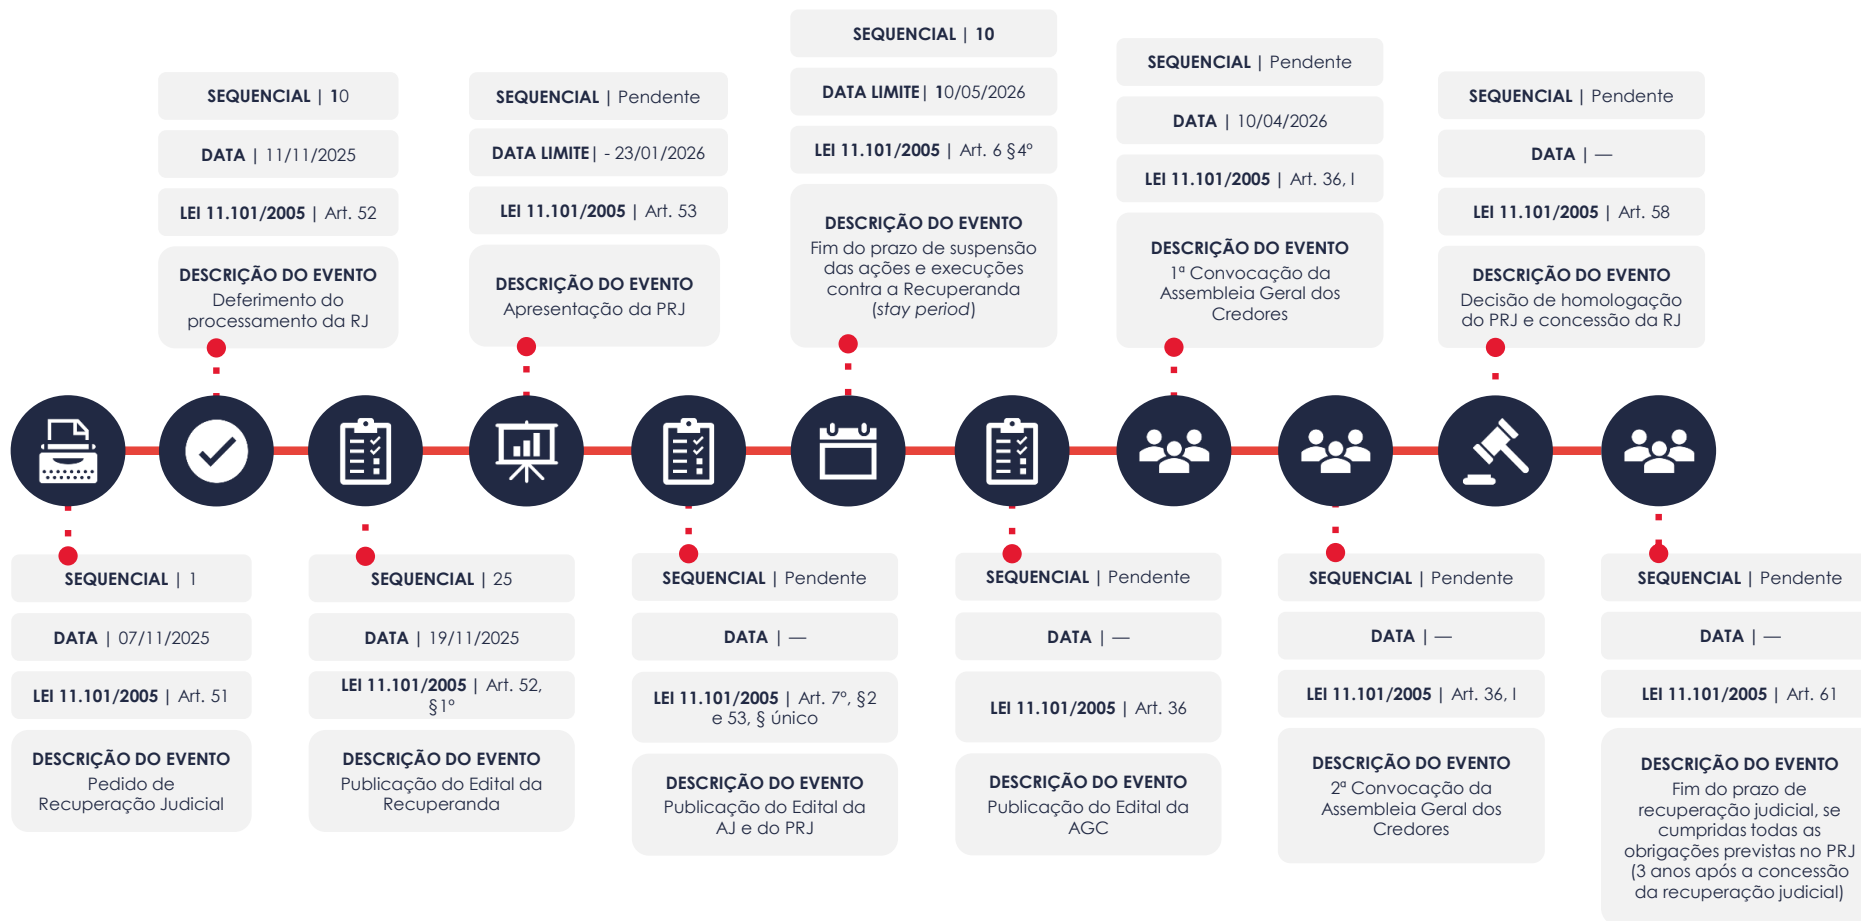 SEQUENCIAL | 10
DATA | 11/11/2025
LEI 11.101/2005 | Art. 52
DESCRIÇÃO DO EVENTO
Deferimento do
processamento da RJ
SEQUENCIAL | Pendente
DATA LIMITE| - 23/01/2026
LEI 11.101/2005 | Art. 53
DESCRIÇÃO DO EVENTO
Apresentação da PRJ
SEQUENCIAL | 10
DATA LIMITE| 10/05/2026
LEI 11.101/2005 | Art. 6 §4º
DESCRIÇÃO DO EVENTO
Fim do prazo de suspensão
das ações e execuções
contra a Recuperanda
(stay period)
SEQUENCIAL | Pendente
DATA | 10/04/2026
LEI 11.101/2005 | Art. 36, I
DESCRIÇÃO DO EVENTO
1ª Convocação da
Assembleia Geral dos
Credores
SEQUENCIAL | Pendente
DATA | —
LEI 11.101/2005 | Art. 58
DESCRIÇÃO DO EVENTO
Decisão de homologação
do PRJ e concessão da RJ
SEQUENCIAL | 1
DATA | 07/11/2025
LEI 11.101/2005 | Art. 51
DESCRIÇÃO DO EVENTO
Pedido de
Recuperação Judicial
SEQUENCIAL | 25
DATA | 19/11/2025
LEI 11.101/2005 | Art. 52,
§1º
DESCRIÇÃO DO EVENTO
Publicação do Edital da
Recuperanda
SEQUENCIAL | Pendente
DATA | —
LEI 11.101/2005 | Art. 7º, §2
e 53, § único
DESCRIÇÃO DO EVENTO
Publicação do Edital da
AJ e do PRJ
SEQUENCIAL | Pendente
DATA | —
LEI 11.101/2005 | Art. 36
DESCRIÇÃO DO EVENTO
Publicação do Edital da
AGC
SEQUENCIAL | Pendente
DATA | —
LEI 11.101/2005 | Art. 36, I
DESCRIÇÃO DO EVENTO
2ª Convocação da
Assembleia Geral dos
Credores
SEQUENCIAL | Pendente
DATA | —
LEI 11.101/2005 | Art. 61
DESCRIÇÃO DO EVENTO
Fim do prazo de
recuperação judicial, se
cumpridas todas as
obrigações previstas no PRJ
(3 anos após a concessão
da recuperação judicial)